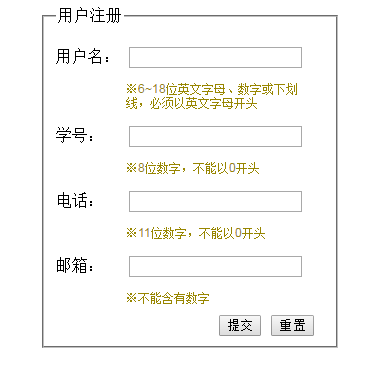 用户注册
用户名：
※6~18位英文字母、数字或下划
线，必须以英文字母开头
学号：
※8位数字，不能以0开头
电话：
※11位数字，不能以0开头
邮箱：
※不能含有数字
提交 重置